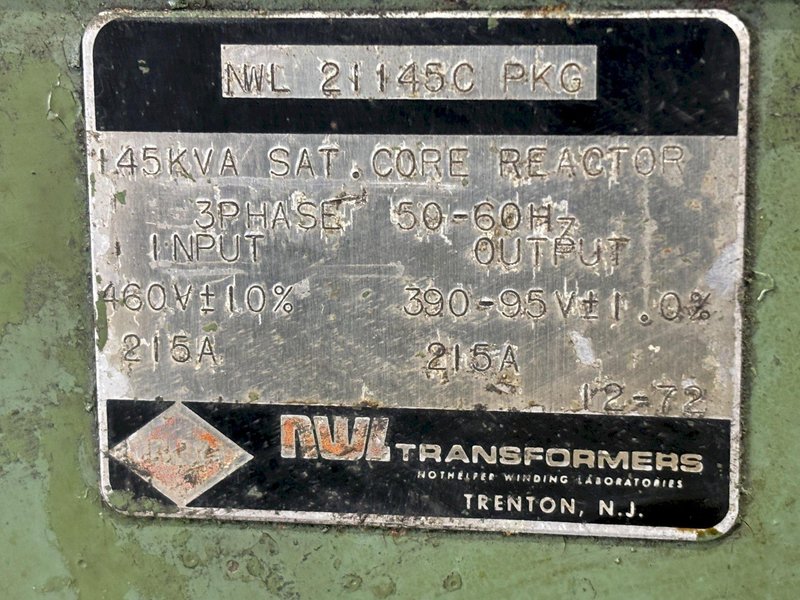 NWL 21145C PKG
145KVA SAT. CORE REACTOR
3PHASE 50-60Hz
INPUT OUTPUT
460V±10% 390-95V±1.0%
215A 215A
12-72
NWL TRANSFORMERS
HOTHELFER WINDING LABORATORIES
TRENTON, N.J.